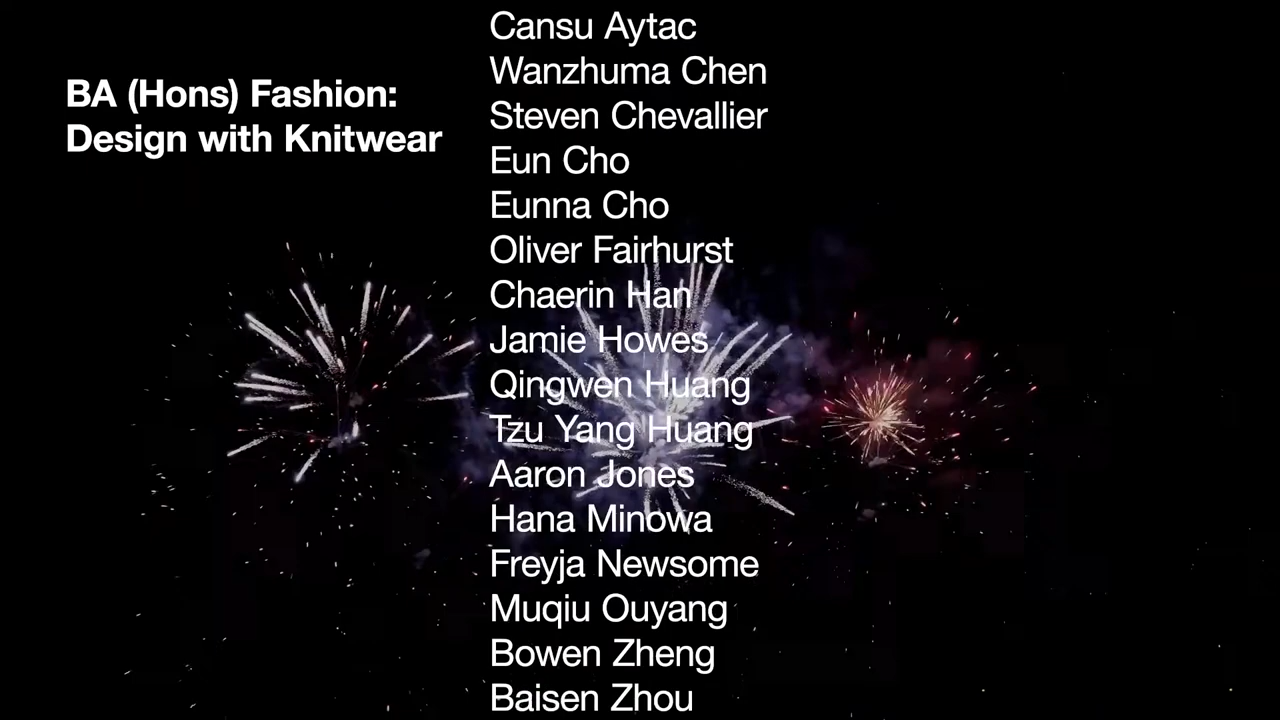 BA (Hons) Fashion:
Design with Knitwear
Cansu Aytac
Wanzhuma Chen
Steven Chevallier
Eun Cho
Eunna Cho
Oliver Fairhurst
Chaerin Han
Jamie Howes
Qingwen Huang
Tzu Yang Huang
Aaron Jones
Hana Minowa
Freyja Newsome
Muqiu Ouyang
Bowen Zheng
Baisen Zhou